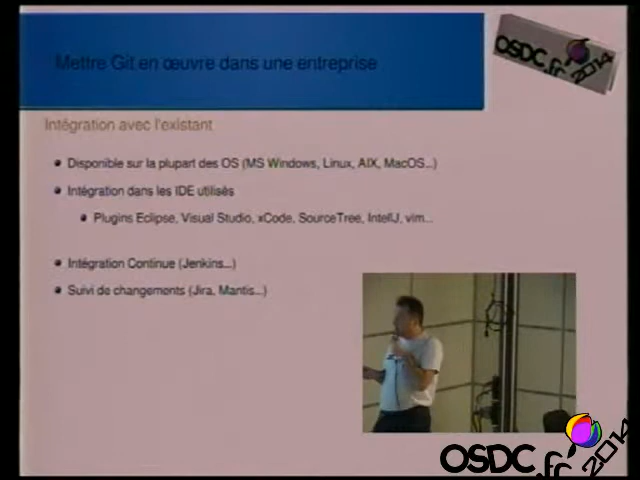 Mettre Git en œuvre dans une entreprise
OSDC.fr 2014
Intégration avec l'existant
Disponible sur la plupart des OS (MS Windows, Linux, AIX, MacOS...)
Intégration dans les IDE utilisés
Plugins Eclipse, Visual Studio, xCode, SourceTree, IntellJ, vim...
Intégration Continue (Jenkins...)
Suivi de changements (Jira, Mantis...)
OSDC.fr 2014